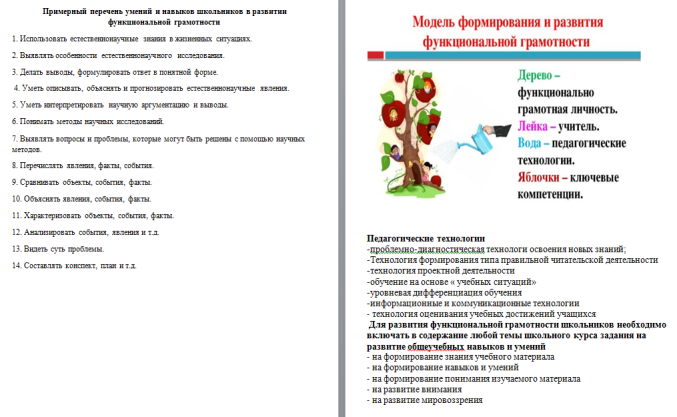 Примерный перечень умений и навыков школьников в развитии
функциональной грамотности
1. Использовать естественнонаучные знания в жизненных ситуациях.
2. Выявлять особенности естественнонаучного исследования.
3. Делать выводы, формулировать ответ в понятной форме.
4. Уметь описывать, объяснять и прогнозировать естественнонаучные явления.
5. Уметь интерпретировать научную аргументацию и выводы.
6. Понимать методы научных исследований.
7. Выявлять вопросы и проблемы, которые могут быть решены с помощью научных
методов.
8. Перечислять явления, факты, события.
9. Сравнивать объекты, события, факты.
10. Объяснять явления, события, факты.
11. Характеризовать объекты, события, факты.
12. Анализировать события, явления и т.д.
13. Видеть суть проблемы.
14. Составлять конспект, план и т.д.
Модель формирования и развития
функциональной грамотности
Дерево –
функционально
грамотная личность.
Лейка – учитель.
Вода – педагогические
технологии.
Яблочки – ключевые
компетенции.
Педагогические технологии
-проблемно-диагностическая технологи освоения новых знаний;
-Технология формирования типа правильной читательской деятельности
-технология проектной деятельности
-обучение на основе « учебных ситуаций»
-уровневая дифференциация обучения
-информационные и коммуникационные технологии
- технология оценивания учебных достижений учащихся
Для развития функциональной грамотности школьников необходимо
включать в содержание любой темы школьного курса задания на
развитие общеучебных навыков и умений
- на формирование знания учебного материала
- на формирование навыков и умений
- на формирование понимания изучаемого материала
- на развитие внимания
- на развитие мировоззрения